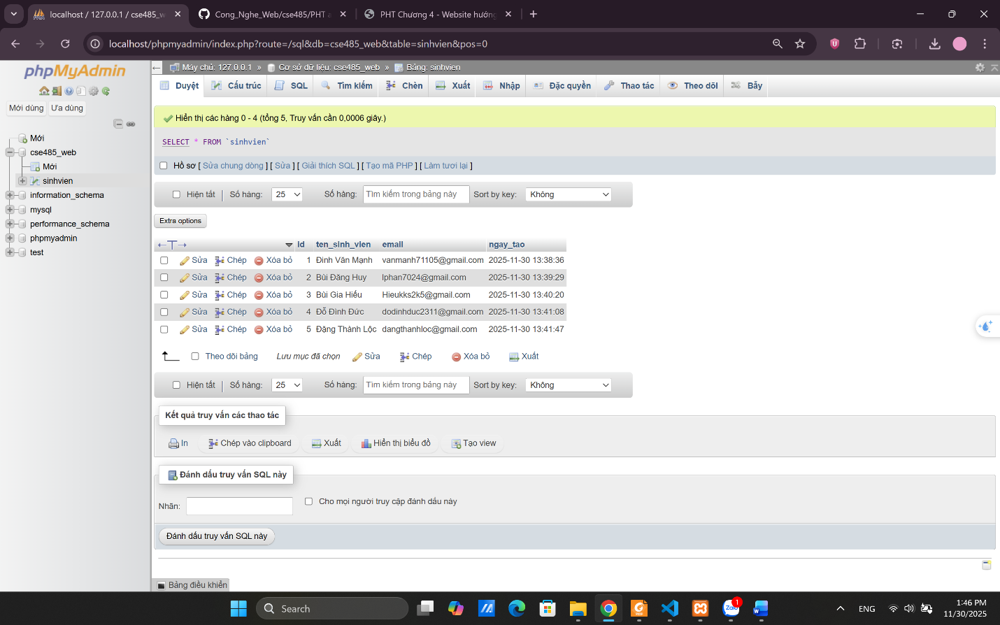 localhost / 127.0.0.1 / cse485_w
Cong_Nghe_Web/cse485/PHT
PHT Chương 4 - Website hướng
localhost/phpmyadmin/index.php?route=/sql&db=cse485_web&table=sinhvien&pos=0
phpMyAdmin
Mới dùng
Ưa dùng
Mới
cse485_web
Mới
sinhvien
information_schema
mysql
performance_schema
phpmyadmin
test
Máy chủ: 127.0.0.1 » Cơ sở dữ liệu: cse485_web » Bảng: sinhvien
Duyệt Cấu trúc SQL Tìm kiếm Chèn Xuất Nhập Đặc quyền Thao tác Theo dõi Bẫy
Hiển thị các hàng 0 - 4 (tổng 5, Truy vấn cần 0,0006 giây.)
SELECT * FROM `sinhvien`
Hồ sơ [ Sửa chung dòng ] [ Sửa ] [ Giải thích SQL ] [ Tạo mã PHP ] [ Làm tươi lại ]
Hiện tất | Số hàng: 25 Số hàng: Tìm kiếm trong bảng này Sort by key: Không
Extra options
id ten_sinh_vien email ngay_tao
Sửa Chép Xóa bỏ 1 Đinh Văn Mạnh vanmanh71105@gmail.com 2025-11-30 13:38:36
Sửa Chép Xóa bỏ 2 Bùi Đăng Huy lphan7024@gmail.com 2025-11-30 13:39:29
Sửa Chép Xóa bỏ 3 Bùi Gia Hiếu Hieukks2k5@gmail.com 2025-11-30 13:40:20
Sửa Chép Xóa bỏ 4 Đỗ Đình Đức dodinhduc2311@gmail.com 2025-11-30 13:41:08
Sửa Chép Xóa bỏ 5 Đặng Thành Lộc dangthanhloc@gmail.com 2025-11-30 13:41:47
Theo dõi bảng Lưu mục đã chọn Sửa Chép Xóa bỏ Xuất
Hiện tất | Số hàng: 25 Số hàng: Tìm kiếm trong bảng này Sort by key: Không
Kết quả truy vấn các thao tác
In Chép vào clipboard Xuất Hiển thị biểu đồ Tạo view
Đánh dấu truy vấn SQL này
Nhãn: Cho mọi người truy cập đánh dấu này
Đánh dấu truy vấn SQL này
Bảng điều khiển
Search
Zalo
1
ENG
1:46 PM
11/30/2025